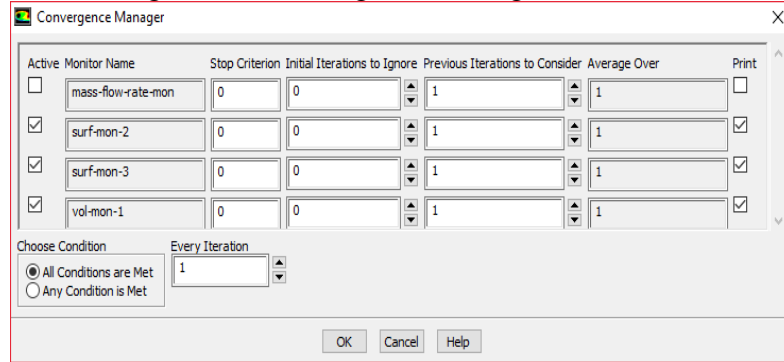 Convergence Manager
Active Monitor Name Stop Criterion Initial Iterations to Ignore Previous Iterations to Consider Average Over Print
mass-flow-rate-mon 0 0 1 1
surf-mon-2 0 0 1 1
surf-mon-3 0 0 1 1
vol-mon-1 0 0 1 1
Choose Condition Every Iteration
All Conditions are Met 1
Any Condition is Met
OK Cancel Help